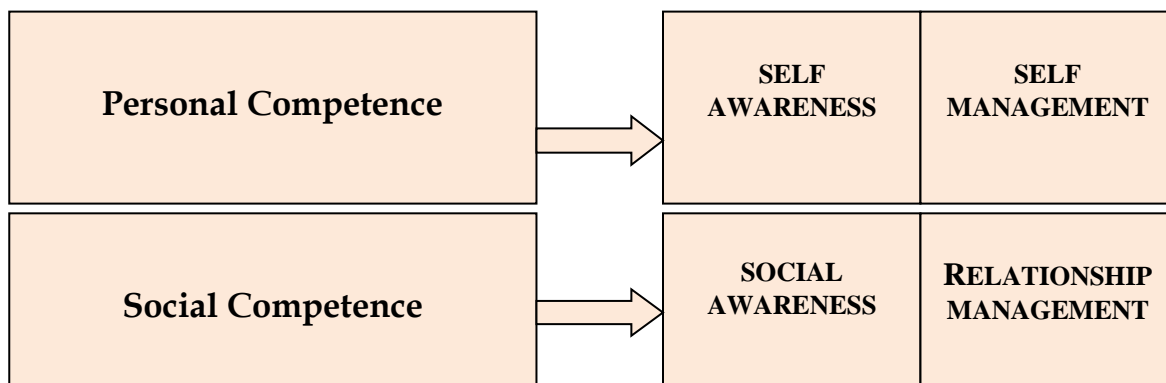 Personal Competence
SELF
AWARENESS
SELF
MANAGEMENT
Social Competence
SOCIAL
AWARENESS
RELATIONSHIP
MANAGEMENT